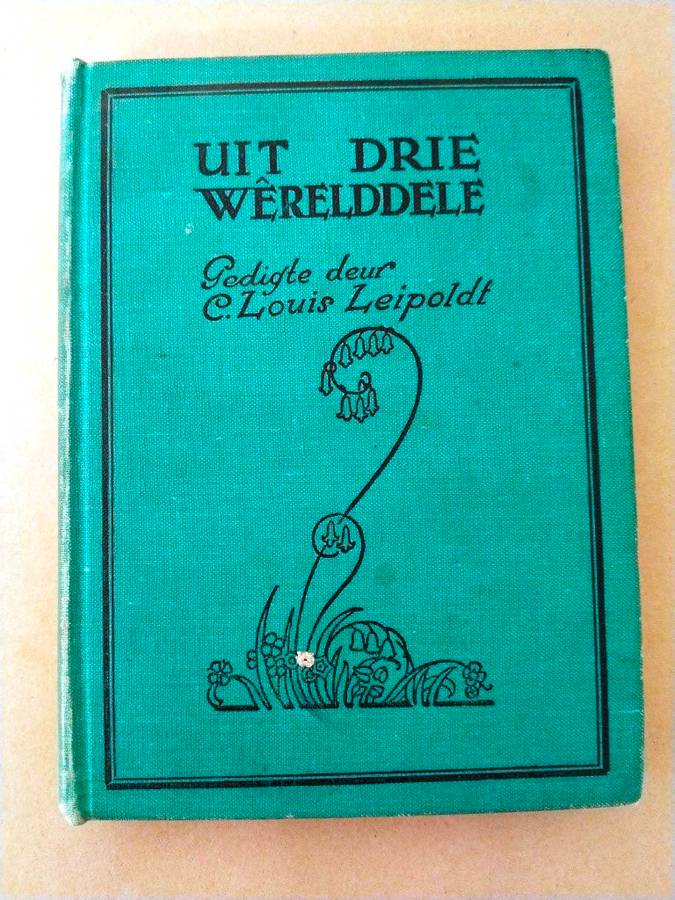 UIT DRIE
WÊRELDDELE
Gedigte deur
C. Louis Leipoldt